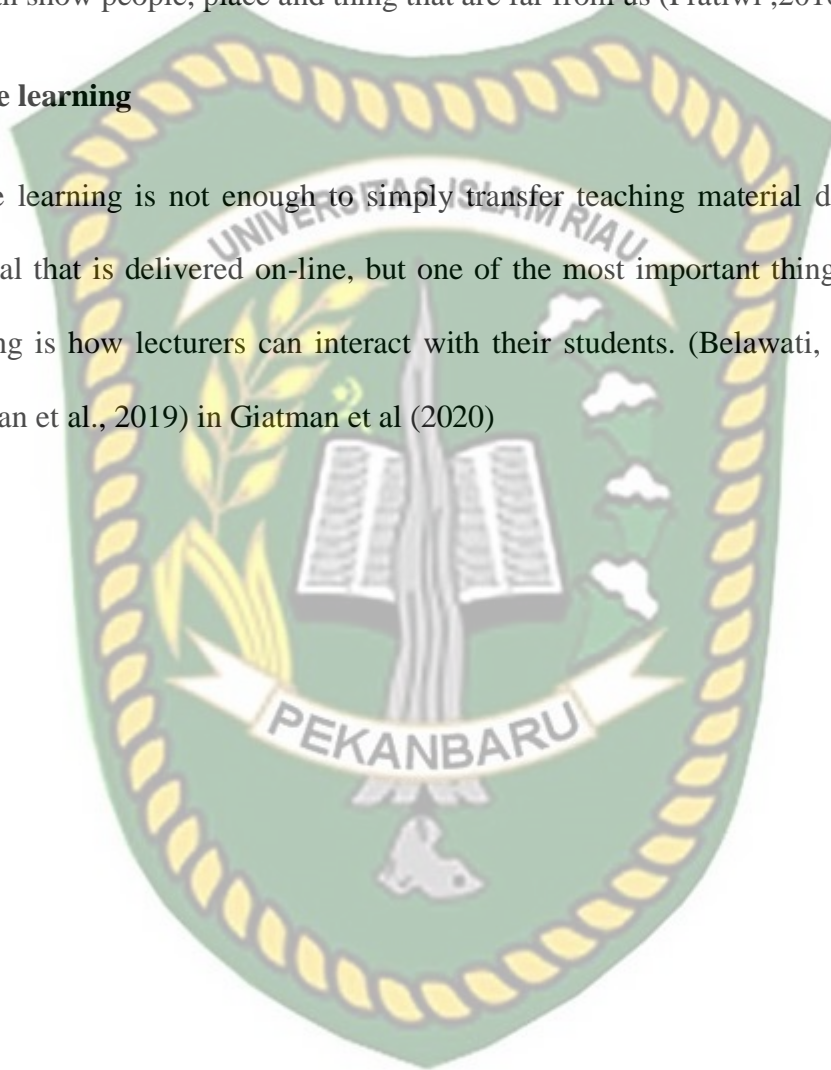 show people, place and thing that are far from us (Pratiwi ,201
e learning
e learning is not enough to simply transfer teaching material d
al that is delivered on-line, but one of the most important thing
ng is how lecturers can interact with their students. (Belawati,
an et al., 2019) in Giatman et al (2020)
UNIVERSITAS ISLAM RIAU
PEKANBARU